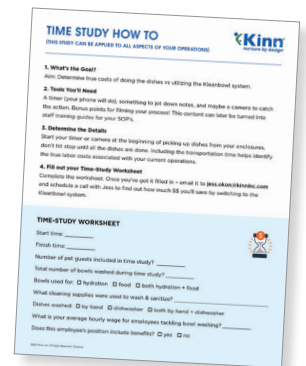 TIME STUDY HOW TO
(THIS STUDY CAN BE APPLIED TO ALL ASPECTS OF YOUR OPERATIONS)
Kinn
nurture by design
1. What's the Goal?
Aim: Determine true costs of doing the dishes vs utilizing the Kleanbowl system.
2. Tools You'll Need
A timer (your phone will do), something to jot down notes, and maybe a camera to catch
the action. Bonus points for filming your process! This content can later be turned into
staff training guides for your SOP's.
3. Determine the Details
Start your timer or camera at the beginning of picking up dishes from your enclosures,
don't hit stop until all the dishes are done. Including the transportation time helps identify
the true labor costs associated with your current operations.
4. Fill out your Time-Study Worksheet
Complete the worksheet. Once you've got it filled in - email it to jess.okon@kinninc.com
and schedule a call with Jess to find out how much $$ you'll save by switching to the
Kleanbowl system.
TIME-STUDY WORKSHEET
Start time:
Finish time:
Number of pet guests included in time study?
Total number of bowls washed during time study?
Bowls used for: □ hydration □ food □ both hydration + food
What cleaning supplies were used to wash & sanitize?
Dishes washed: □ by hand □ dishwasher □ both by hand + dishwasher
What is your average hourly wage for employees tackling bowl washing?
Does this employee's position include benefits? □ yes □ no